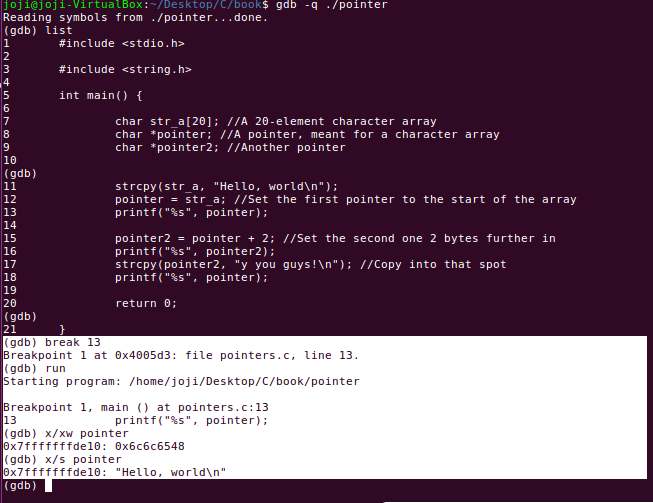 joji@joji-VirtualBox:~/Desktop/C/book$ gdb -q ./pointer
Reading symbols from ./pointer...done.
(gdb) list
1       #include <stdio.h>
2
3       #include <string.h>
4
5       int main() {
6
7               char str_a[20]; //A 20-element character array
8               char *pointer; //A pointer, meant for a character array
9               char *pointer2; //Another pointer
10
(gdb)
11              strcpy(str_a, "Hello, world\n");
12              pointer = str_a; //Set the first pointer to the start of the array
13              printf("%s", pointer);
14
15              pointer2 = pointer + 2; //Set the second one 2 bytes further in
16              printf("%s", pointer2);
17              strcpy(pointer2, "y you guys!\n"); //Copy into that spot
18              printf("%s", pointer);
19
20              return 0;
(gdb)
21      }
(gdb) break 13
Breakpoint 1 at 0x4005d3: file pointers.c, line 13.
(gdb) run
Starting program: /home/joji/Desktop/C/book/pointer

Breakpoint 1, main () at pointers.c:13
13              printf("%s", pointer);
(gdb) x/xw pointer
0x7fffffffde10: 0x6c6c6548
(gdb) x/s pointer
0x7fffffffde10: "Hello, world\n"
(gdb)